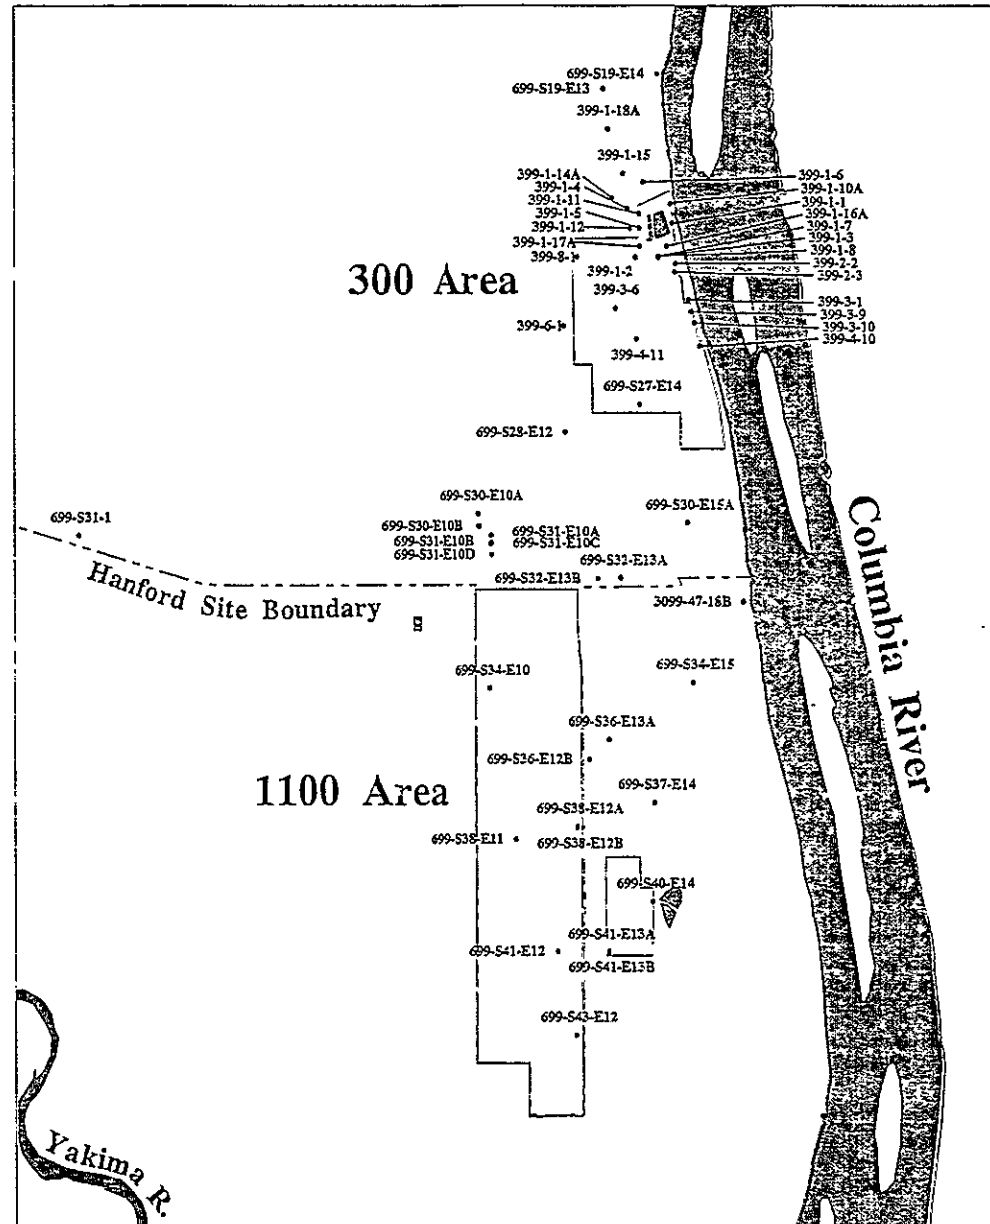 699-S19-E14
699-S19-E13
399-1-18A
399-1-15
399-1-14A
399-1-4
399-1-11
399-1-5
399-1-12
399-1-17A
399-8-1
399-1-6
399-1-10A
399-1-1
399-1-16A
399-1-7
399-1-3
399-1-8
399-2-2
399-2-3
399-1-2
300 Area
399-3-6
399-3-1
399-3-9
399-3-10
399-4-10
399-6-1
399-4-11
699-S27-E14
699-S28-E12
699-S30-E10A
699-S30-E15A
699-S31-1
699-S30-E10B
699-S31-E10A
699-S31-E10B
699-S31-E10C
699-S31-E10D
699-S32-E13A
699-S32-E13B
Hanford Site Boundary
3099-47-18B
Columbia River
699-S34-E10
699-S34-E15
699-S36-E13A
699-S36-E12B
1100 Area
699-S37-E14
699-S38-E12A
699-S38-E11
699-S38-E12B
699-S40-E14
699-S41-E13A
699-S41-E12
699-S41-E13B
699-S43-E12
Yakima R.